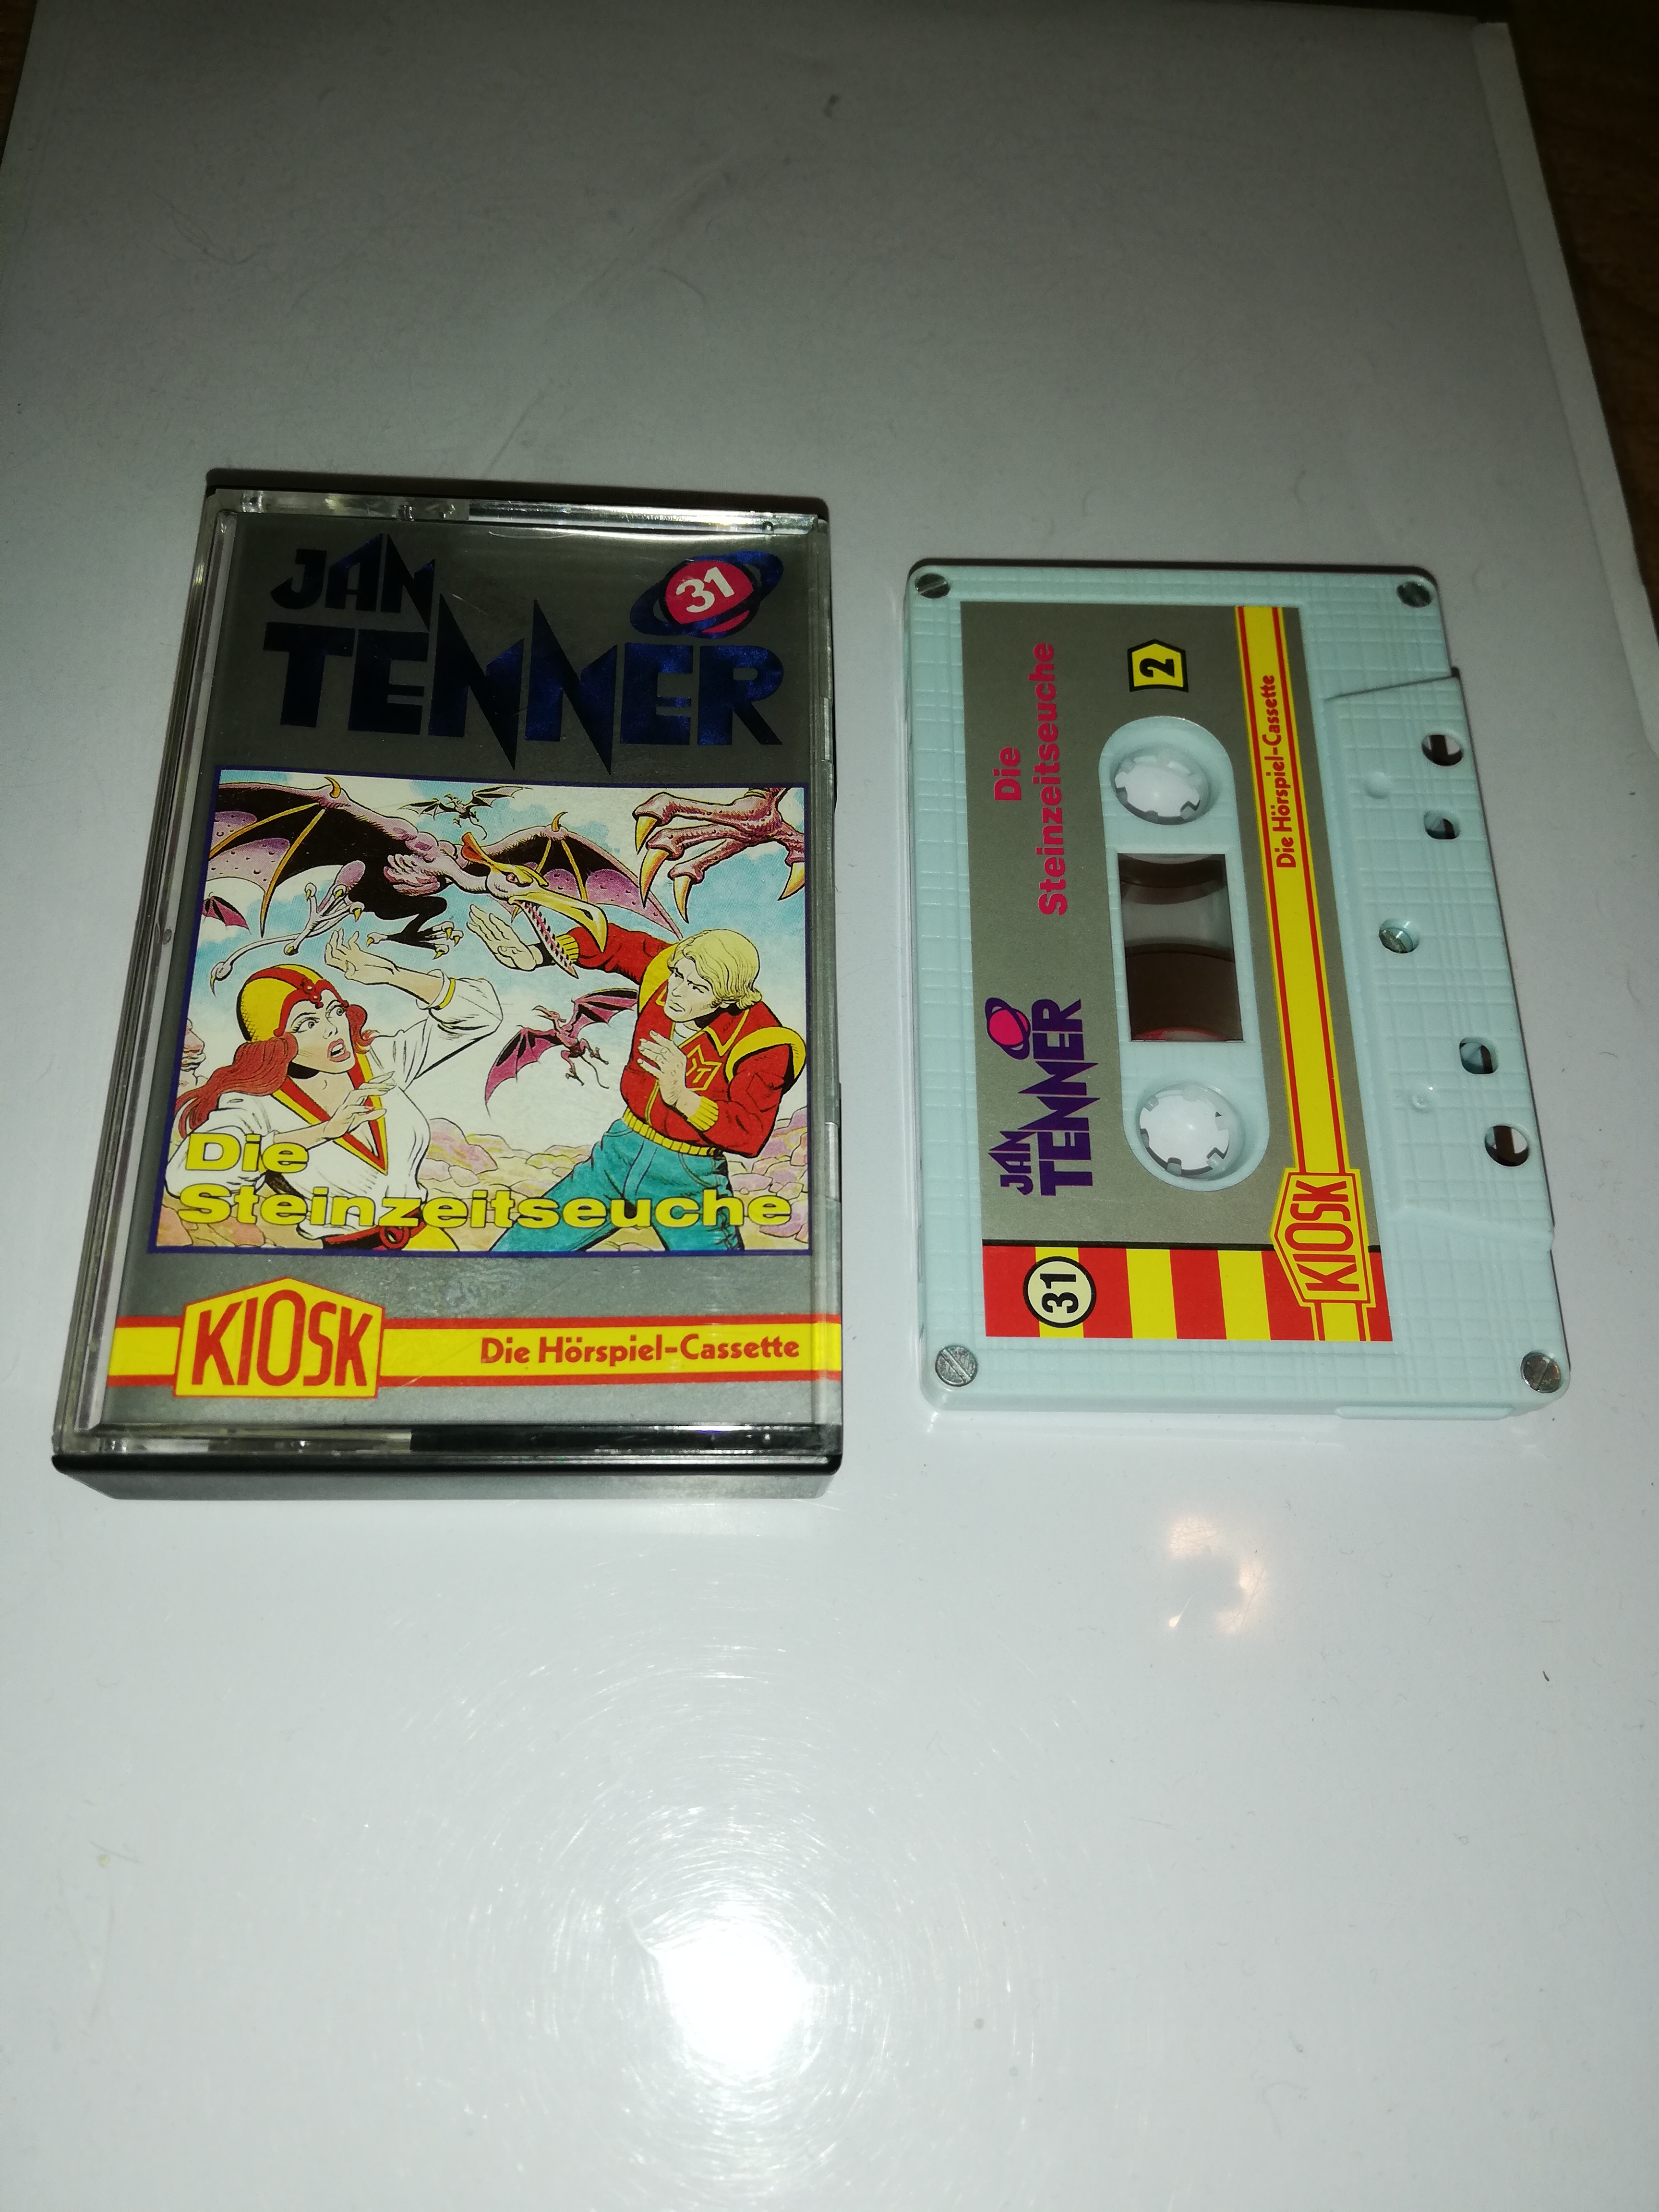 JAN
TENNER
31
Die
Steinzeitseuche
KIOSK
Die Hörspiel-Cassette
Die
Steinzeitseuche
2
JAN
TENNER
31
KIOSK
Die Hörspiel-Cassette